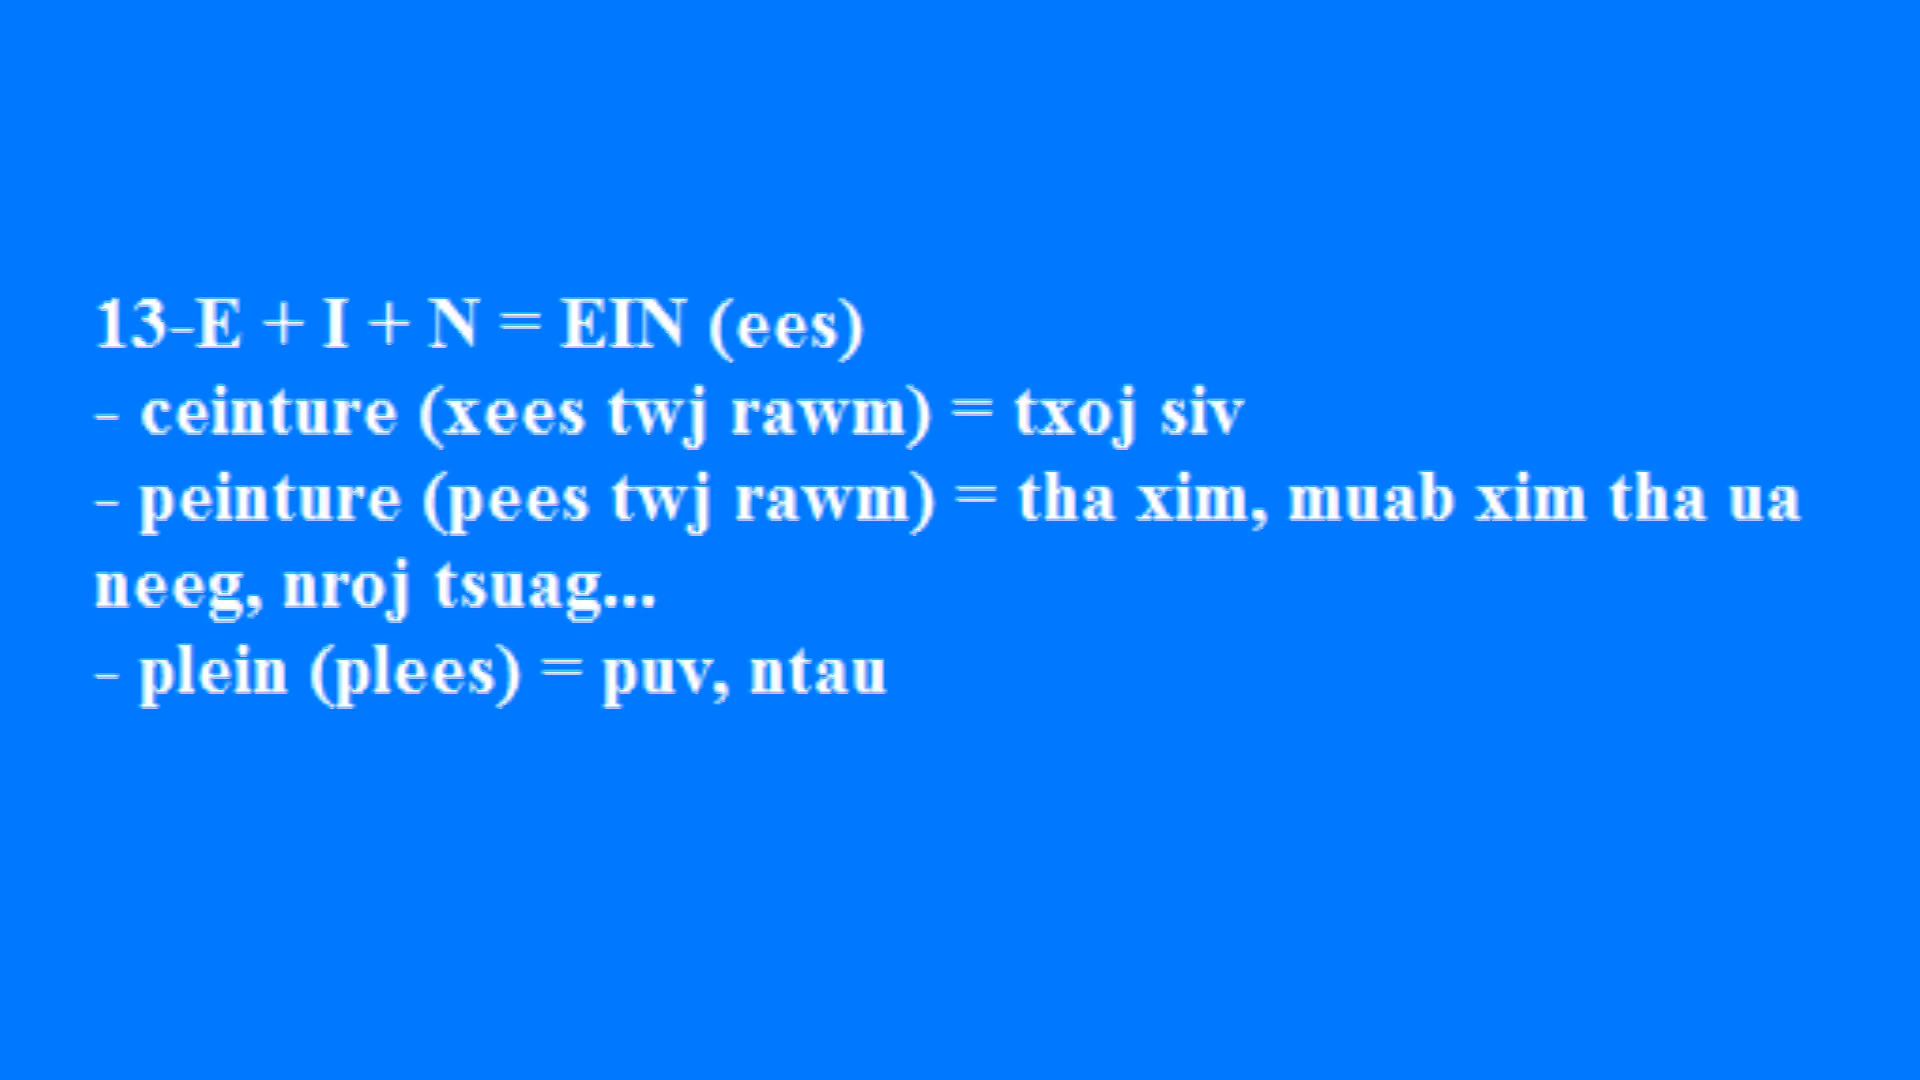 13-E + I + N = EIN (ees)
- ceinture (xees twj rawm) = txoj siv
- peinture (pees twj rawm) = tha xim, muab xim tha ua
neeg, nroj tsuag...
- plein (plees) = puv, ntau